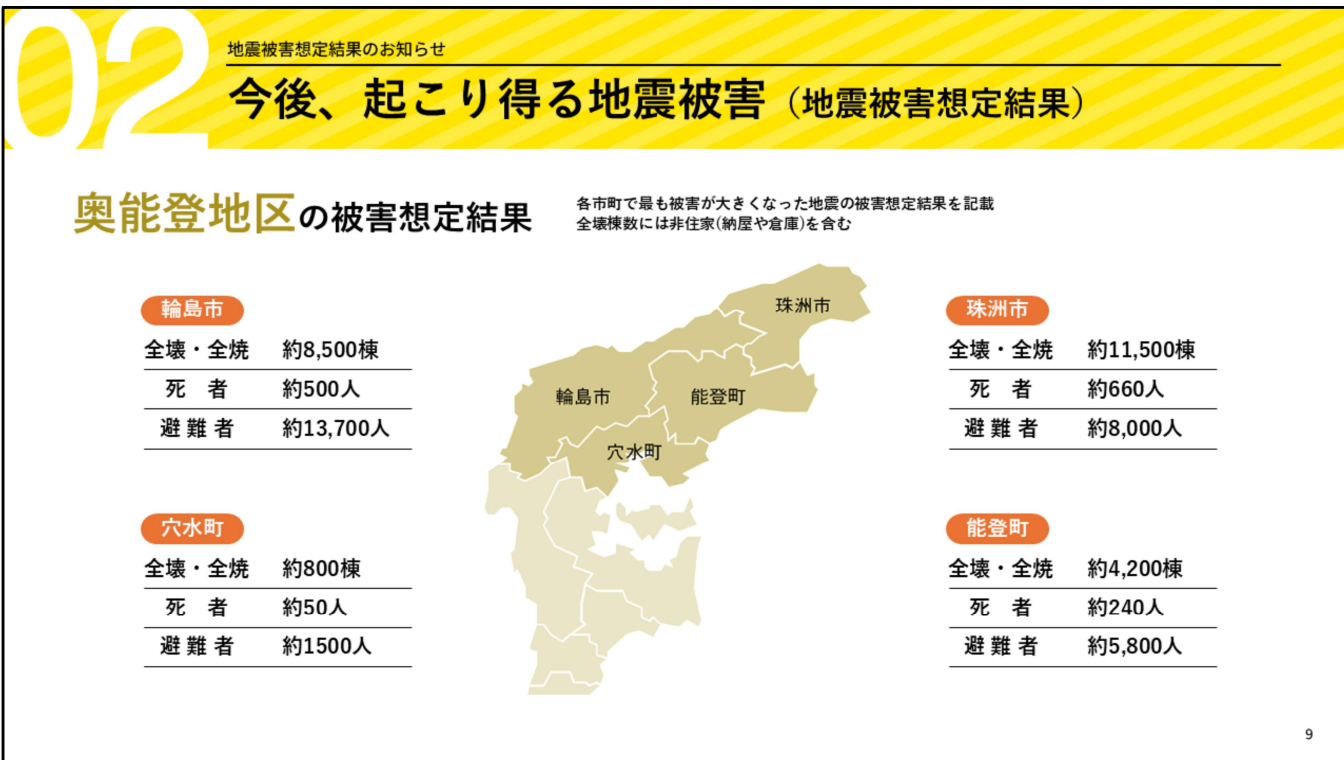 02
地震被害想定結果のお知らせ
今後、起こり得る地震被害（地震被害想定結果）
奥能登地区の被害想定結果
各市町で最も被害が大きくなった地震の被害想定結果を記載
全壊棟数には非住家(納屋や倉庫)を含む
輪島市
全壊・全焼 約8,500棟
死 者 約500人
避難者 約13,700人
穴水町
全壊・全焼 約800棟
死 者 約50人
避難者 約1500人
珠洲市
輪島市
能登町
穴水町
珠洲市
全壊・全焼 約11,500棟
死 者 約660人
避難者 約8,000人
能登町
全壊・全焼 約4,200棟
死 者 約240人
避難者 約5,800人
9